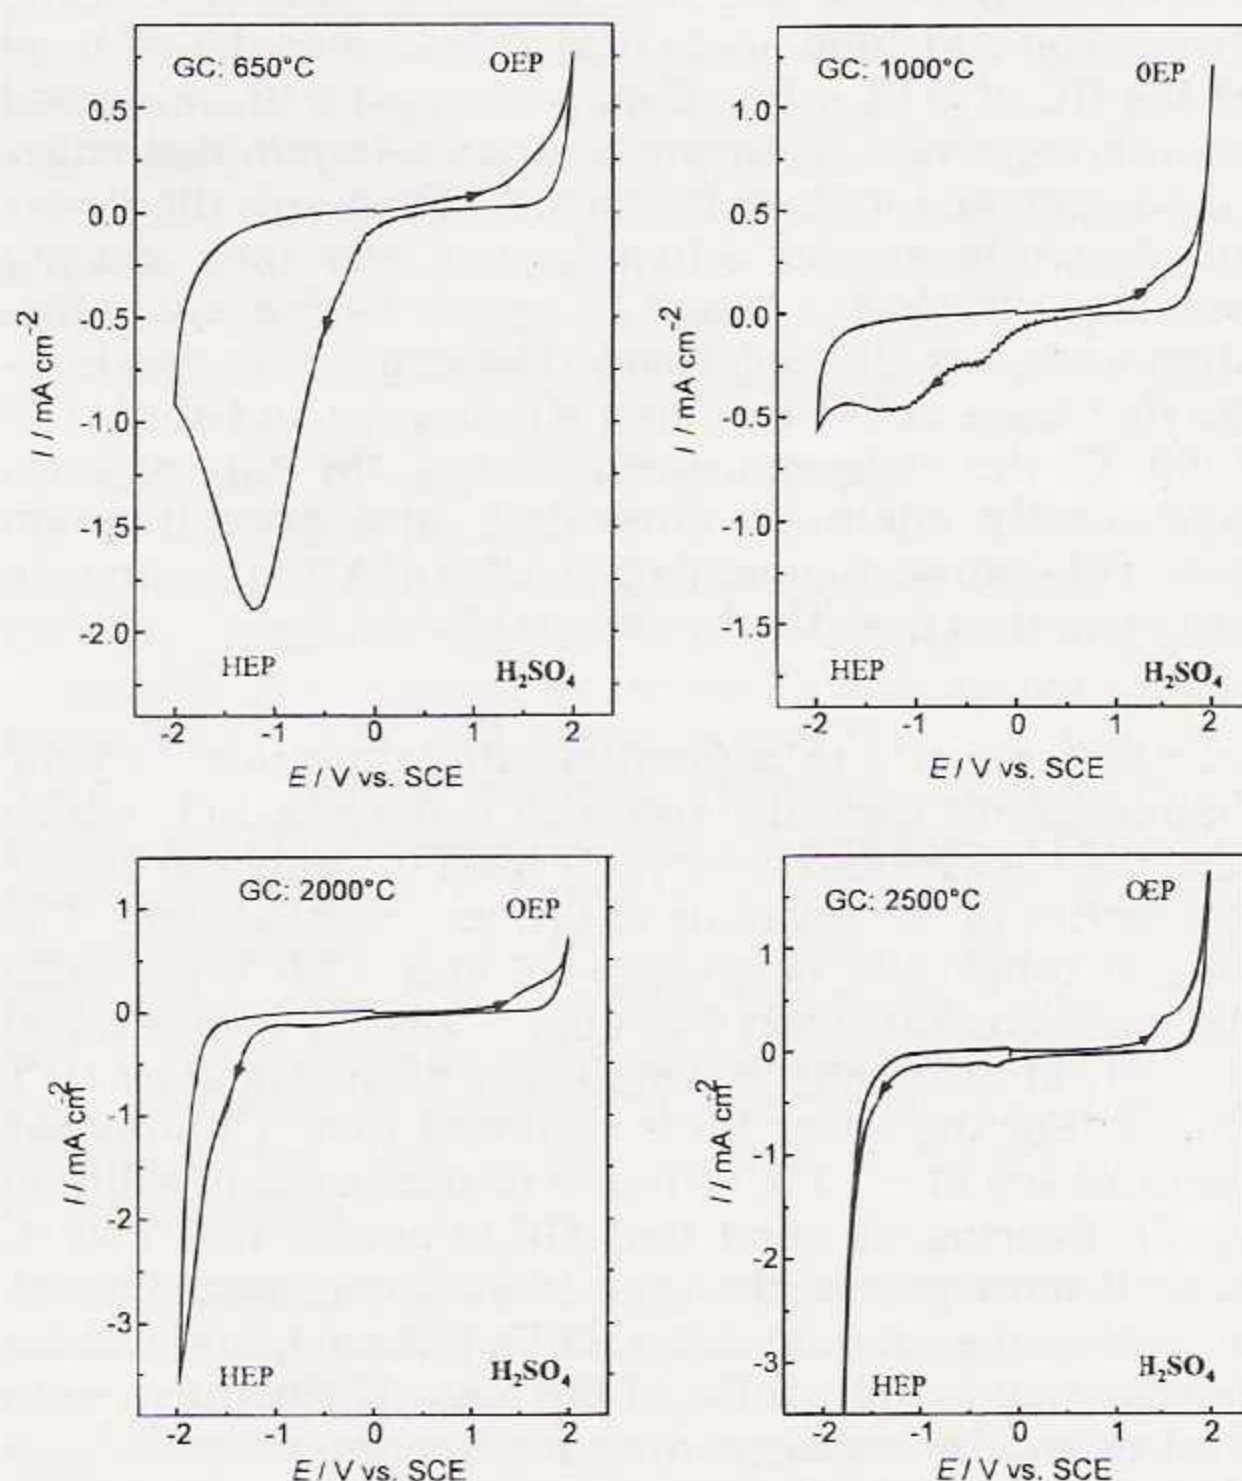 GC: 650°C
OEP
0.5
0.0
-0.5
-1.0
-1.5
-2.0
I / mA cm-2
HEP
H2SO4
-2 -1 0 1 2
E / V vs. SCE
GC: 1000°C
OEP
1.0
0.5
0.0
-0.5
-1.0
-1.5
I / mA cm-2
HEP
H2SO4
-2 -1 0 1 2
E / V vs. SCE
GC: 2000°C
OEP
1
0
-1
-2
-3
I / mA cm-2
HEP
H2SO4
-2 -1 0 1 2
E / V vs. SCE
GC: 2500°C
OEP
1
0
-1
-2
-3
I / mA cm-2
HEP
H2SO4
-2 -1 0 1 2
E / V vs. SCE